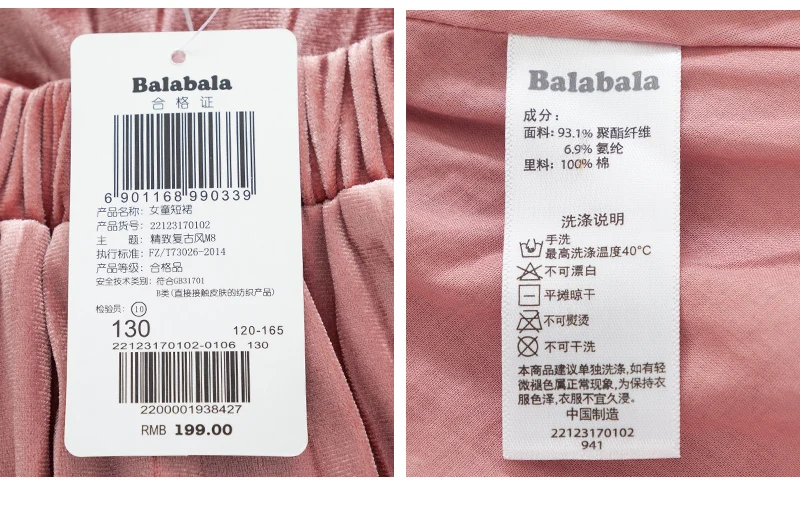 Balabala
合格证
6 901168 990339
产品名称: 女童短裙
产品货号: 22123170102
主 题: 精致复古风M8
执行标准: FZ/T73026-2014
产品等级: 合格品
安全技术类别: 符合GB31701
B类(直接接触皮肤的纺织产品)
检验员: 10
130 120-165
22123170102-0106 130
2200001938427
RMB 199.00
Balabala
成分:
面料: 93.1% 聚酯纤维
6.9% 氨纶
里料: 100% 棉
洗涤说明
手洗
最高洗涤温度40°C
不可漂白
平摊晾干
不可熨烫
不可干洗
本商品建议单独洗涤,如有轻
微褪色属正常现象,为保持衣
服色泽,衣服不宜久浸。
中国制造
22123170102
941